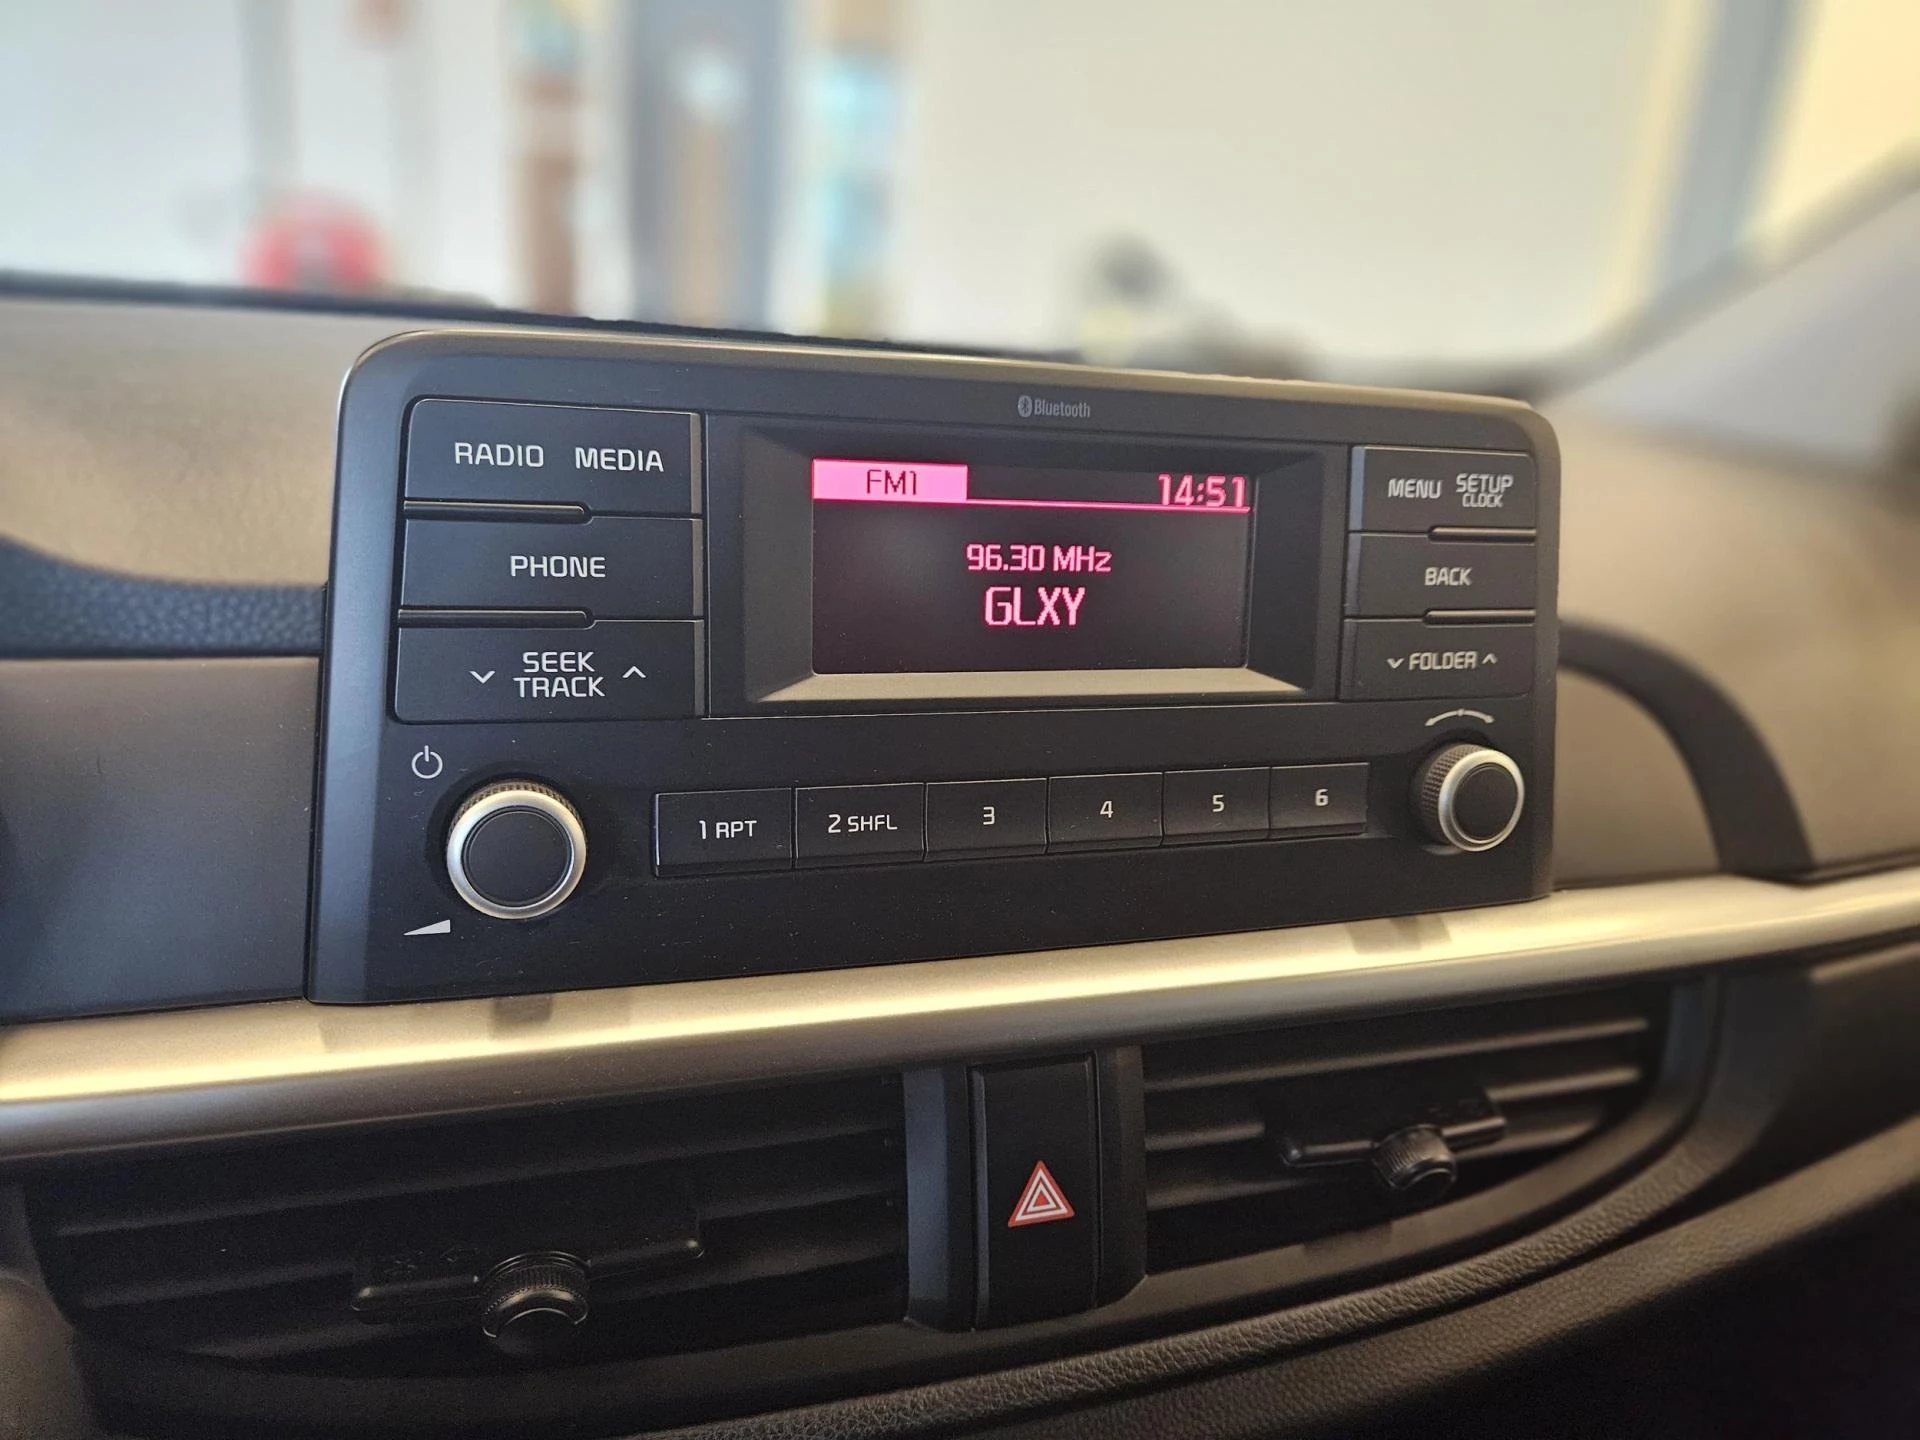 Bluetooth
RADIO MEDIA
PHONE
SEEK
TRACK
FM1 14:51
96.30 MHz
GLXY
MENU SETUP
CLOCK
BACK
FOLDER
1 RPT 2 SHFL 3 4 5 6